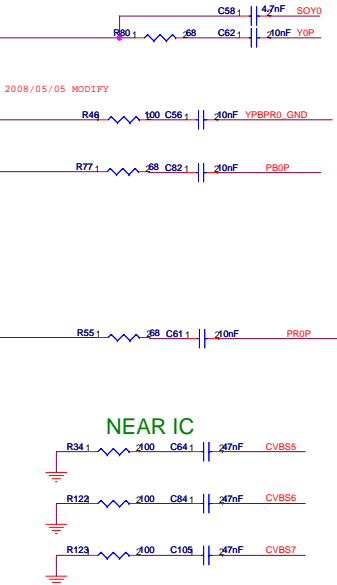 C58 1 2 4.7nF SOY0
R80 1 2 68 C62 1 2 10nF Y0P
2008/05/05 MODIFY
R46 1 2 100 C56 1 2 10nF YPBPR0_GND
R77 1 2 68 C82 1 2 10nF PB0P
R55 1 2 68 C61 1 2 10nF PR0P
NEAR IC
R34 1 2 100 C64 1 2 47nF CVBS5
R122 1 2 100 C84 1 2 47nF CVBS6
R123 1 2 100 C105 1 2 47nF CVBS7